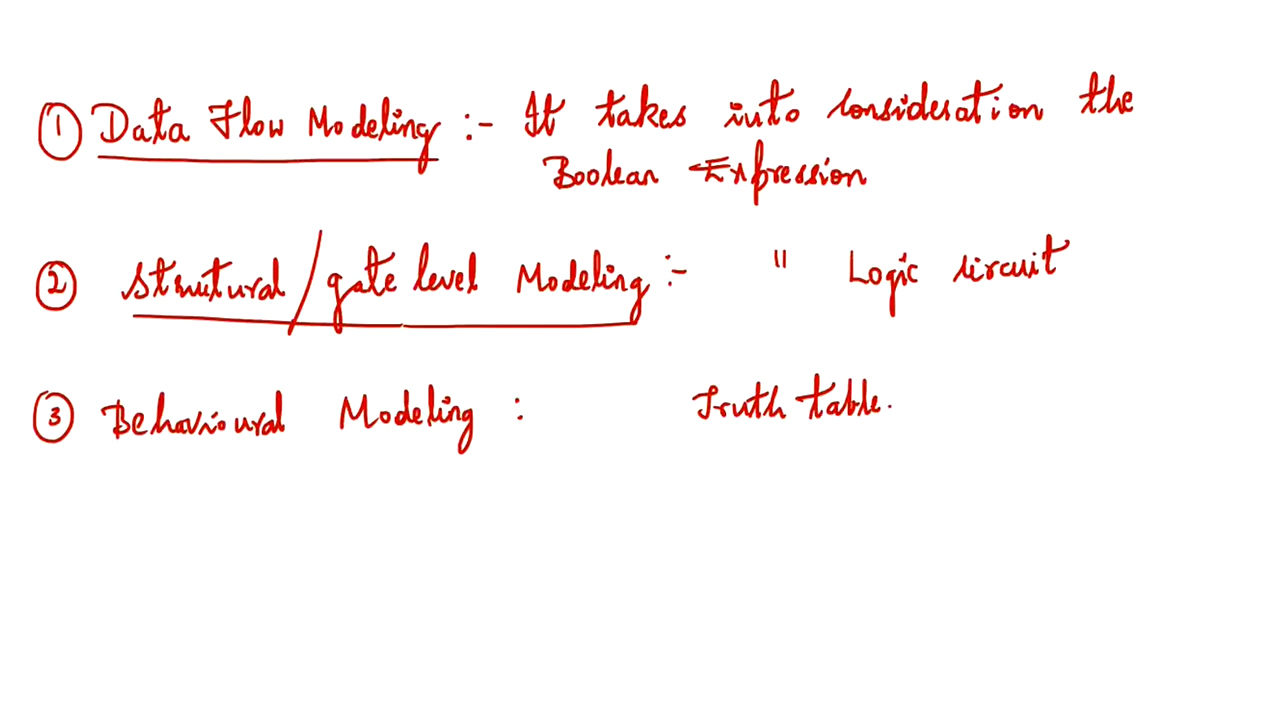 ① Data Flow Modeling :- It takes into consideration the
Boolean Expression
② Structural / gate level Modeling :- " Logic circuit
③ Behavioural Modeling : Truth table.